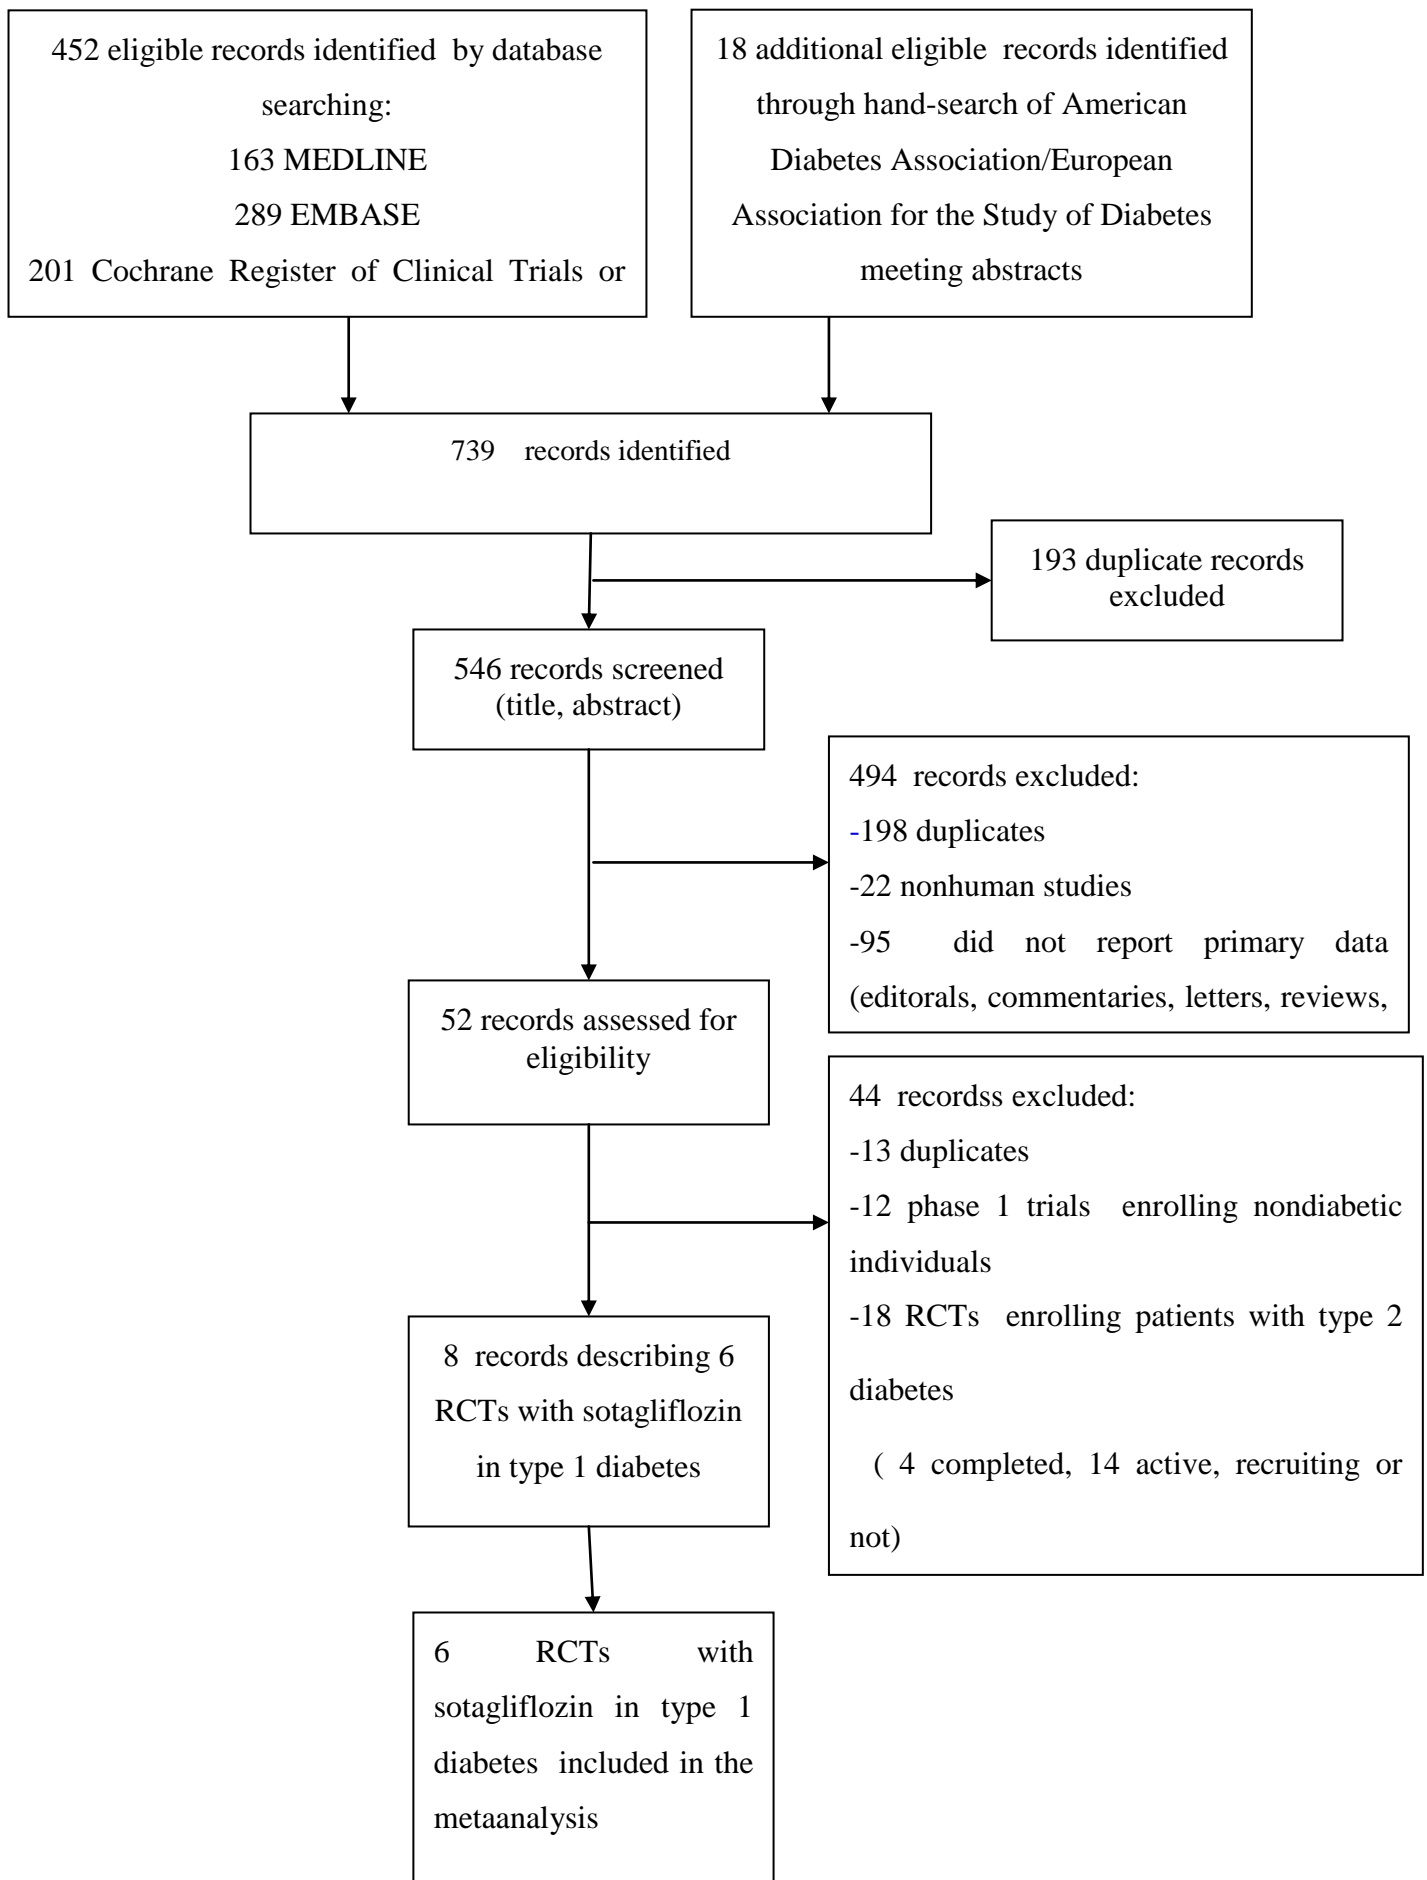 452 eligible records identified by database
searching:
163 MEDLINE
289 EMBASE
201 Cochrane Register of Clinical Trials or
18 additional eligible records identified
through hand-search of American
Diabetes Association/European
Association for the Study of Diabetes
meeting abstracts
739 records identified
193 duplicate records
excluded
546 records screened
(title, abstract)
494 records excluded:
-198 duplicates
-22 nonhuman studies
-95 did not report primary data
(editorals, commentaries, letters, reviews,
52 records assessed for
eligibility
44 recordss excluded:
-13 duplicates
-12 phase 1 trials enrolling nondiabetic
individuals
-18 RCTs enrolling patients with type 2
diabetes
( 4 completed, 14 active, recruiting or
not)
8 records describing 6
RCTs with sotagliflozin
in type 1 diabetes
6 RCTs with
sotagliflozin in type 1
diabetes included in the
metaanalysis